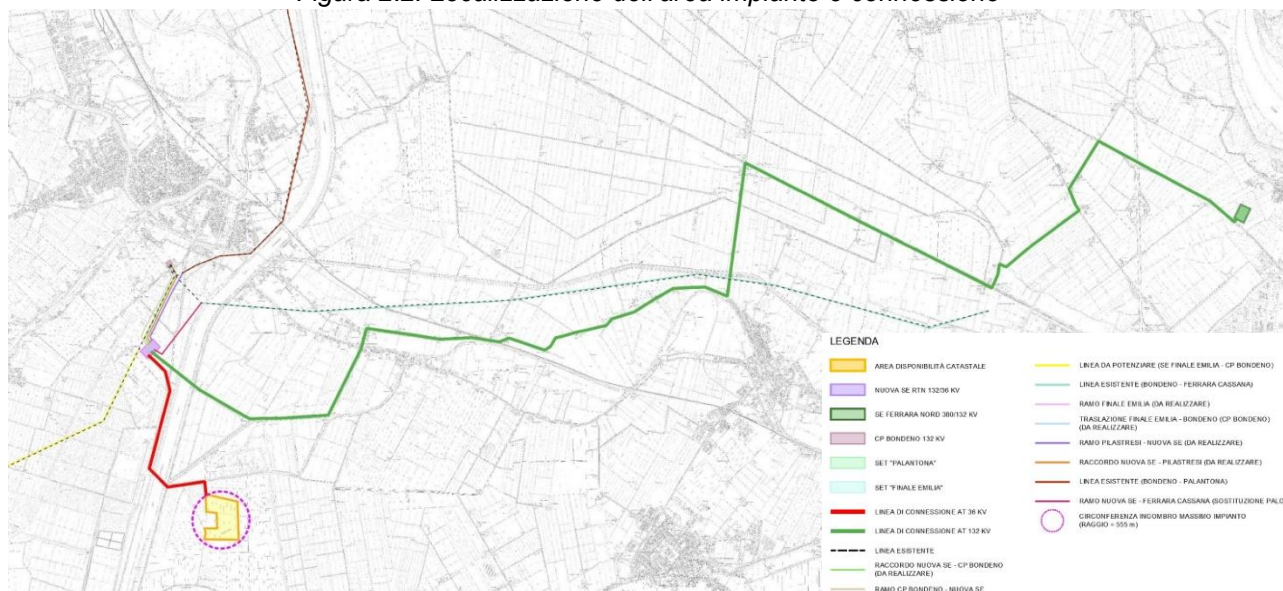 Figura 2.2: Localizzazione dell'area impianto e connessione
LEGENDA
AREA DISPONIBILITÀ CATASTALE
NUOVA SE RTN 132/36 KV
SE FERRARA NORD 380/132 KV
CP BONDENO 132 KV
SET "PALANTONA"
SET "FINALE EMILIA"
LINEA DI CONNESSIONE AT 36 KV
LINEA DI CONNESSIONE AT 132 KV
LINEA ESISTENTE
RACCORDO NUOVA SE - CP BONDENO
(DA REALIZZARE)
RAMO CP BONDENO - NUOVA SE
LINEA DA POTENZIARE (SE FINALE EMILIA - CP BONDENO)
LINEA ESISTENTE (BONDENO - FERRARA CASSANA)
RAMO FINALE EMILIA (DA REALIZZARE)
TRASLAZIONE FINALE EMILIA - BONDENO (CP BONDENO)
(DA REALIZZARE)
RAMO PILASTRESI - NUOVA SE (DA REALIZZARE)
RACCORDO NUOVA SE - PILASTRESI (DA REALIZZARE)
LINEA ESISTENTE (BONDENO - PALANTONA)
RAMO NUOVA SE - FERRARA CASSANA (SOSTITUZIONE
CIRCONFERENZA INGOMBRO MASSIMO IMPIANTO
(RAGGIO = 555 m)